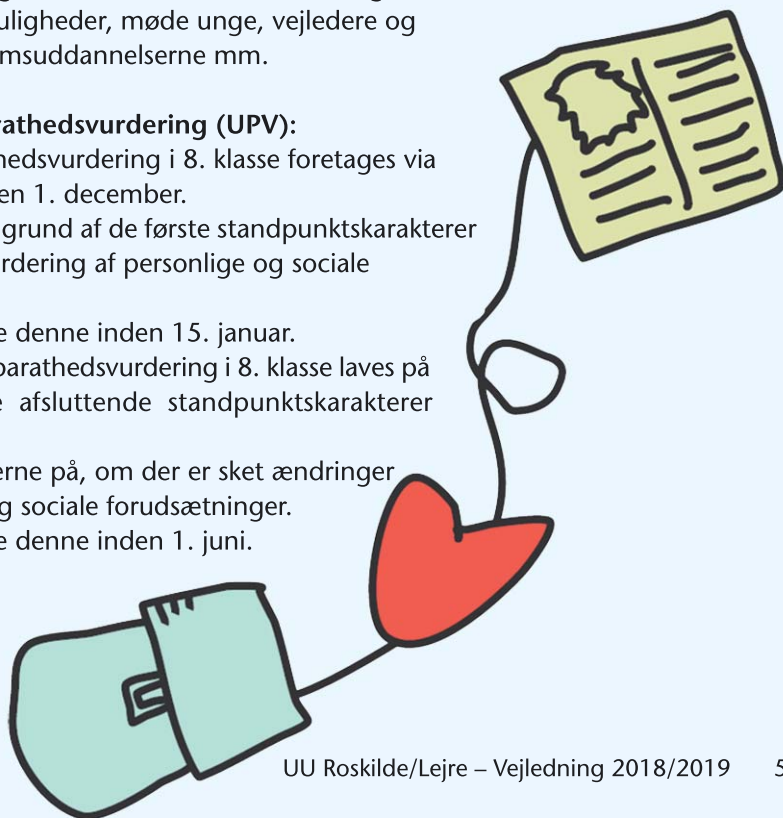 uligheder, møde unge, vejledere og
msuddannelserne mm.
rathedsvurdering (UPV):
hedsvurdering i 8. klasse foretages via
en 1. december.
grund af de første standpunktskarakterer
rdering af personlige og sociale
e denne inden 15. januar.
parathedsvurdering i 8. klasse laves på
e afsluttende standpunktskarakterer
erne på, om der er sket ændringer
g sociale forudsætninger.
e denne inden 1. juni.
UU Roskilde/Lejre – Vejledning 2018/2019 5